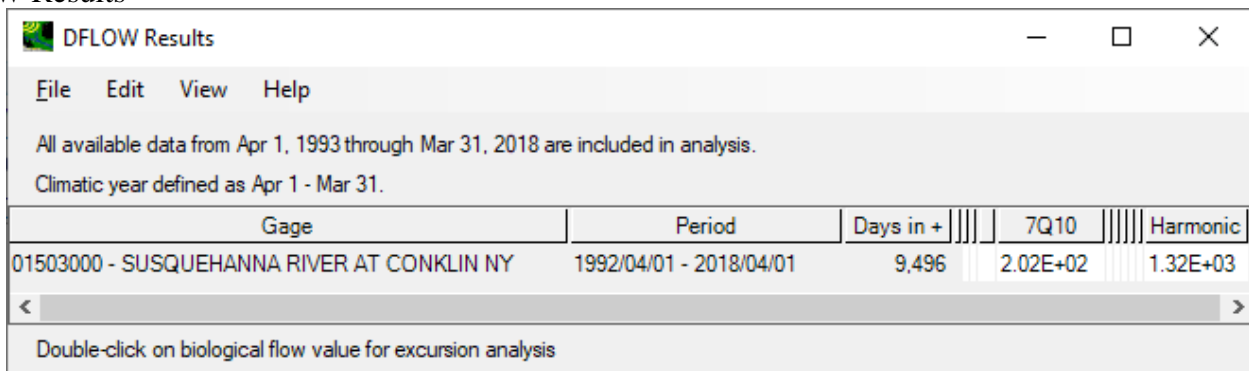 DFLOW Results
File Edit View Help
All available data from Apr 1, 1993 through Mar 31, 2018 are included in analysis.
Climatic year defined as Apr 1 - Mar 31.
Gage Period Days in + 7Q10 Harmonic
01503000 - SUSQUEHANNA RIVER AT CONKLIN NY 1992/04/01 - 2018/04/01 9,496 2.02E+02 1.32E+03
Double-click on biological flow value for excursion analysis